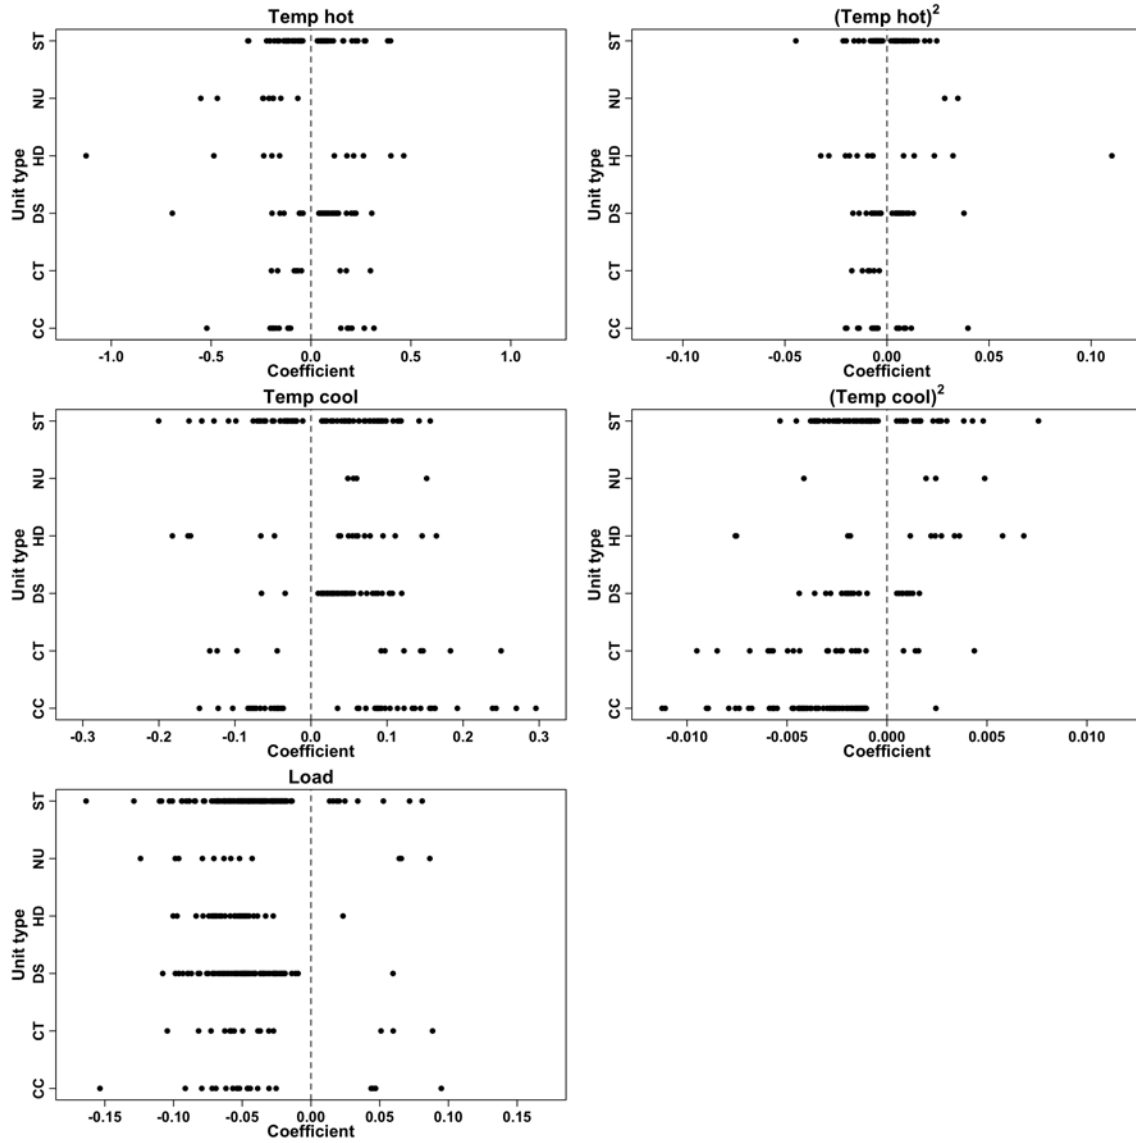 Temp hot
Unit type
ST
NU
HD
DS
CT
CC
-1.0 -0.5 0.0 0.5 1.0
Coefficient
(Temp hot)²
Unit type
ST
NU
HD
DS
CT
CC
-0.10 -0.05 0.00 0.05 0.10
Coefficient
Temp cool
Unit type
ST
NU
HD
DS
CT
CC
-0.3 -0.2 -0.1 0.0 0.1 0.2 0.3
Coefficient
(Temp cool)²
Unit type
ST
NU
HD
DS
CT
CC
-0.010 -0.005 0.000 0.005 0.010
Coefficient
Load
Unit type
ST
NU
HD
DS
CT
CC
-0.15 -0.10 -0.05 0.00 0.05 0.10 0.15
Coefficient